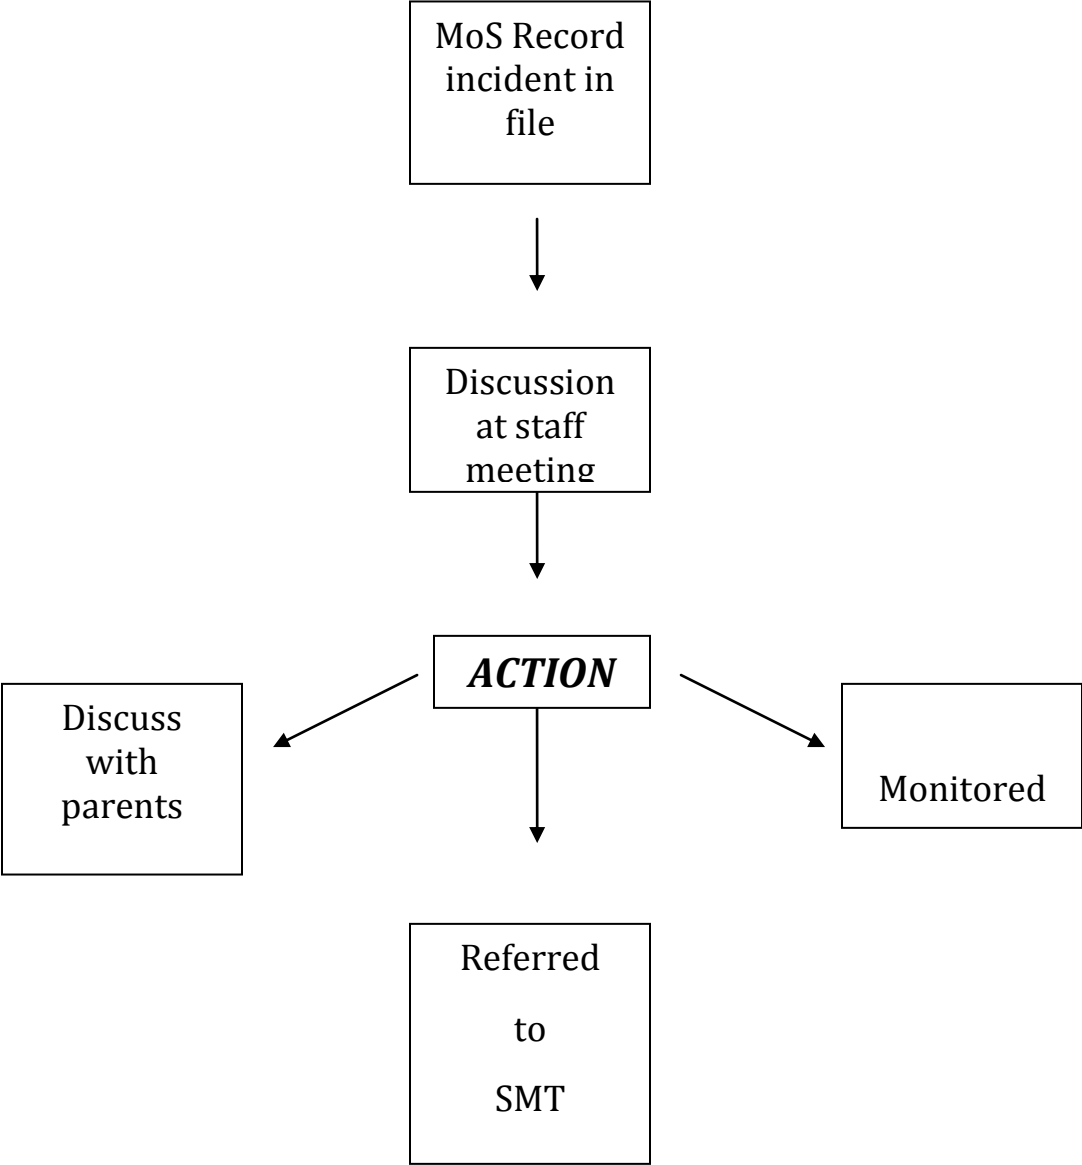 MoS Record
incident in
file
Discussion
at staff
meeting
ACTION
Discuss
with
parents
Monitored
Referred
to
SMT